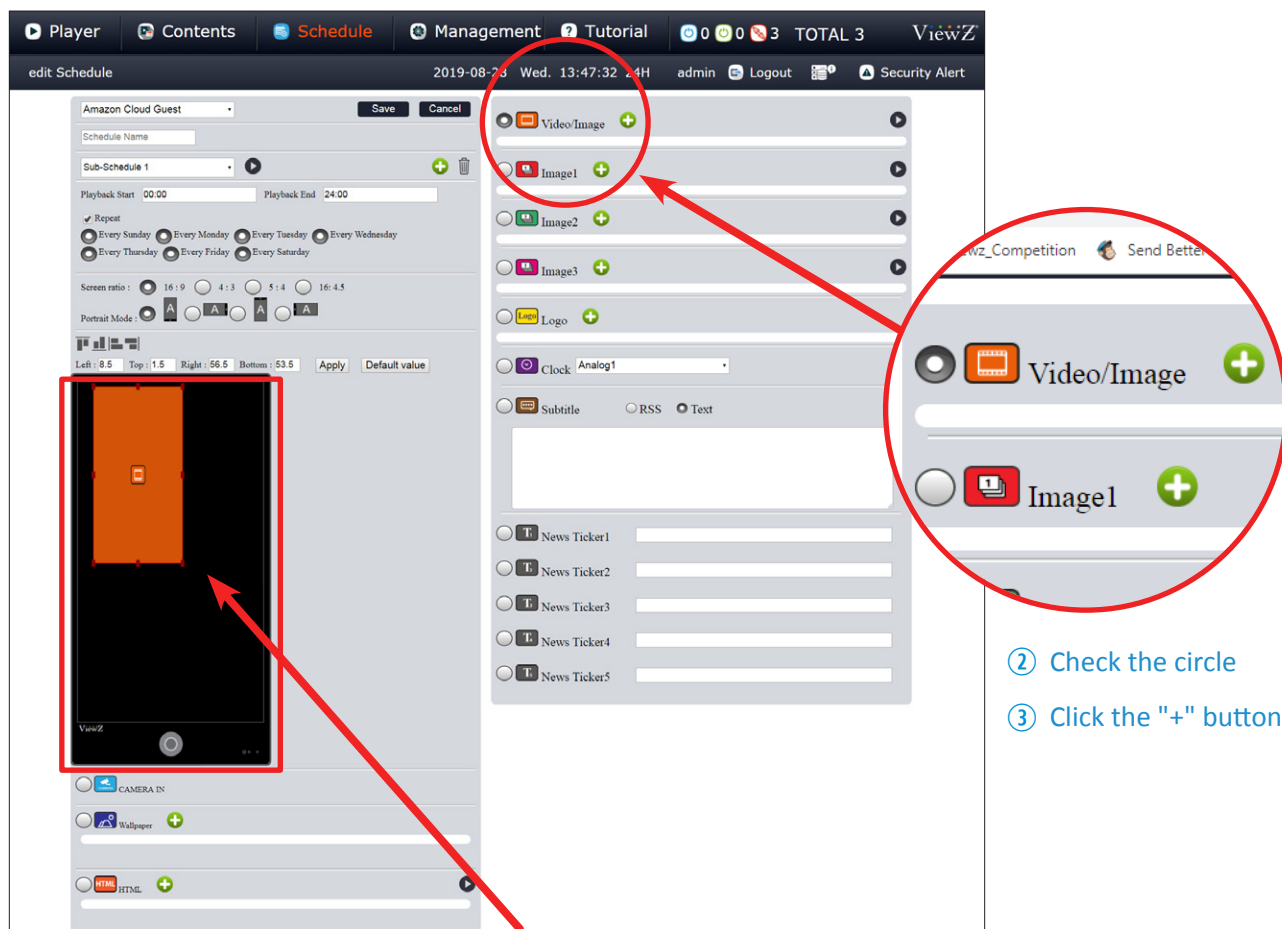 Player Contents Schedule Management Tutorial 0 0 3 TOTAL 3 ViewZ
edit Schedule 2019-08-28 Wed. 13:47:32 24H admin Logout Security Alert
Amazon Cloud Guest Save Cancel
Schedule Name
Sub-Schedule 1
Playback Start 00:00 Playback End 24:00
Repeat
Every Sunday Every Monday Every Tuesday Every Wednesday
Every Thursday Every Friday Every Saturday
Screen ratio : 16 : 9 4 : 3 5 : 4 16: 4.5
Portrait Mode : A A A A
Left : 8.5 Top : 1.5 Right : 56.5 Bottom : 53.5 Apply Default value
ViewZ
CAMERA IN
Wallpaper
HTML HTML
Video/Image
1 Image1
Image2
Image3
Logo Logo
Clock Analog1
Subtitle RSS Text
T1 News Ticker1
News Ticker2
News Ticker3
News Ticker4
News Ticker5
wz_Competition Send Better
Video/Image
1 Image1
② Check the circle
③ Click the "+" button